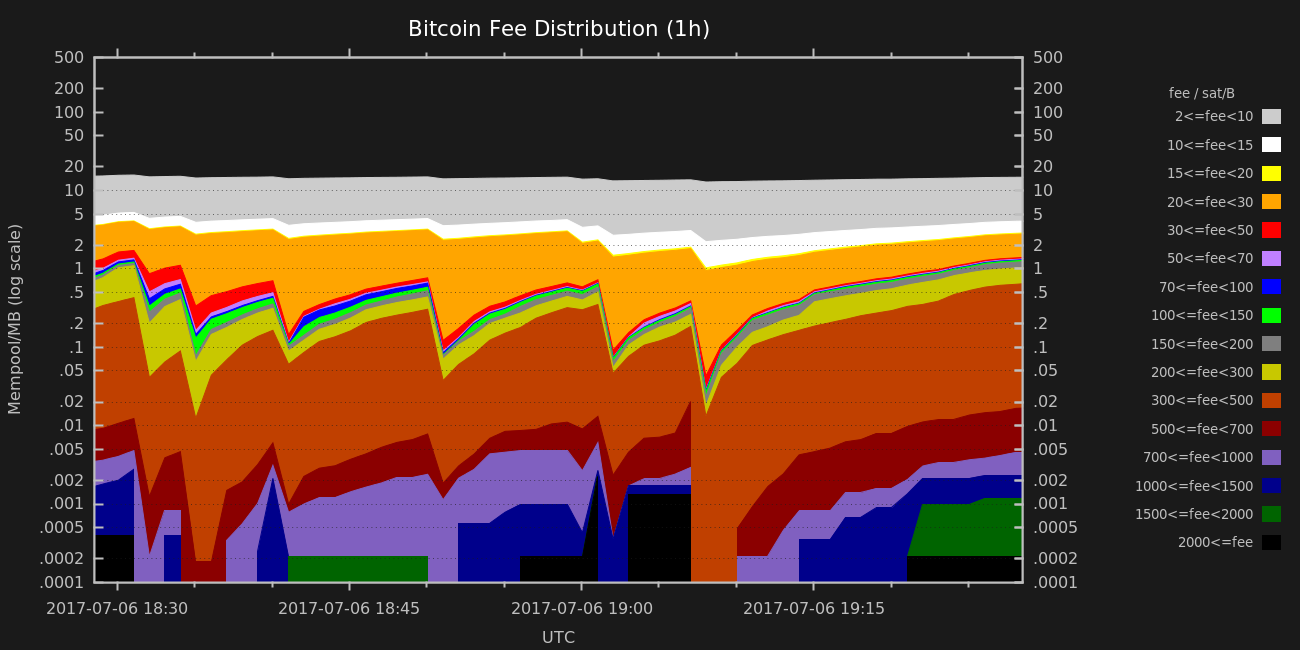 Bitcoin Fee Distribution (1h)
500
200
100
50
20
10
5
2
1
.5
.2
.1
.05
.02
.01
.005
.002
.001
.0005
.0002
.0001
Mempool/MB (log scale)
500
200
100
50
20
10
5
2
1
.5
.2
.1
.05
.02
.01
.005
.002
.001
.0005
.0002
.0001
2017-07-06 18:30
2017-07-06 18:45
2017-07-06 19:00
2017-07-06 19:15
UTC
fee / sat/B
2<=fee<10
10<=fee<15
15<=fee<20
20<=fee<30
30<=fee<50
50<=fee<70
70<=fee<100
100<=fee<150
150<=fee<200
200<=fee<300
300<=fee<500
500<=fee<700
700<=fee<1000
1000<=fee<1500
1500<=fee<2000
2000<=fee